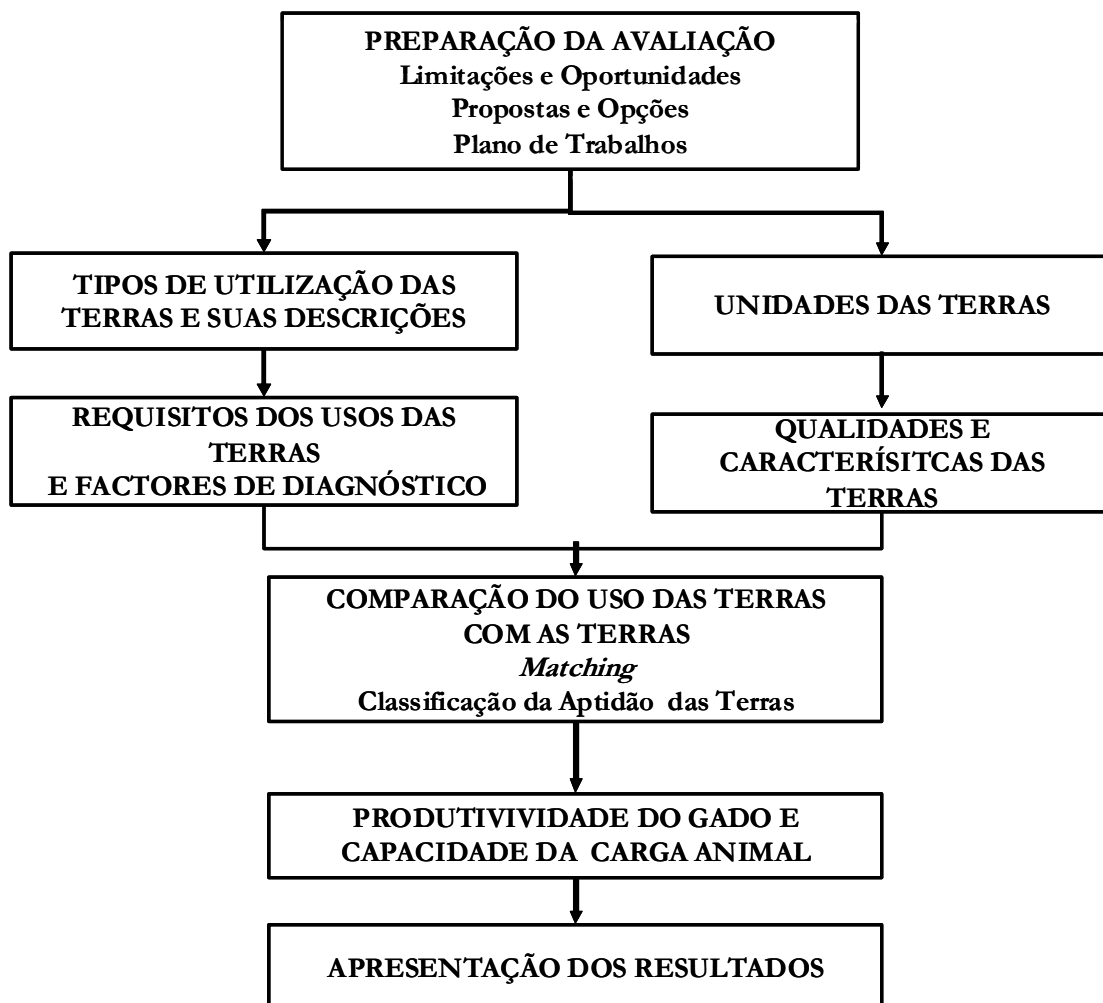 PREPARAÇÃO DA AVALIAÇÃO
Limitações e Oportunidades
Propostas e Opções
Plano de Trabalhos
TIPOS DE UTILIZAÇÃO DAS
TERRAS E SUAS DESCRIÇÕES
UNIDADES DAS TERRAS
REQUISITOS DOS USOS DAS
TERRAS
E FACTORES DE DIAGNÓSTICO
QUALIDADES E
CARACTERÍSITCAS DAS
TERRAS
COMPARAÇÃO DO USO DAS TERRAS
COM AS TERRAS
Matching
Classificação da Aptidão das Terras
PRODUTIVIVIDADE DO GADO E
CAPACIDADE DA CARGA ANIMAL
APRESENTAÇÃO DOS RESULTADOS